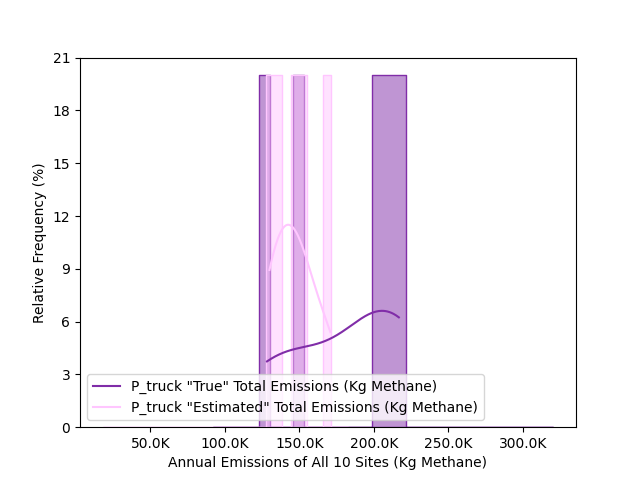 21
18
15
12
9
6
3
0
Relative Frequency (%)
P_truck "True" Total Emissions (Kg Methane)
P_truck "Estimated" Total Emissions (Kg Methane)
50.0K 100.0K 150.0K 200.0K 250.0K 300.0K
Annual Emissions of All 10 Sites (Kg Methane)